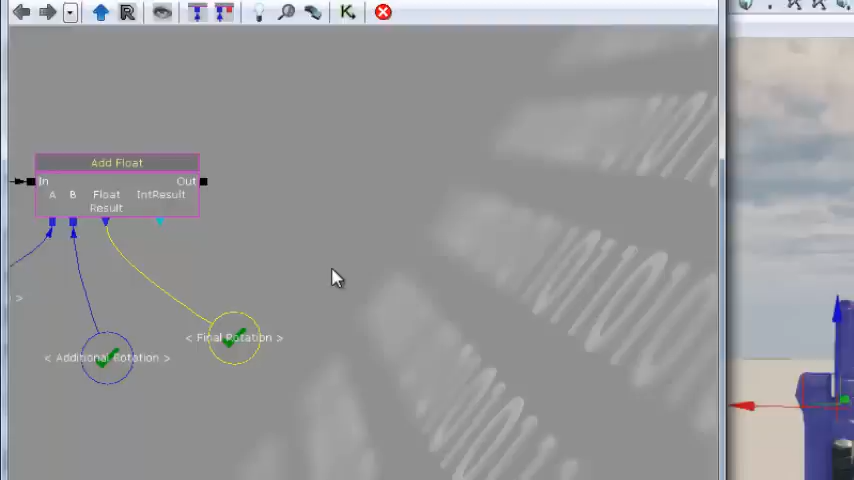 R
K
Add Float
In Out
A B Float IntResult
Result
>
< Final Rotation >
< Additional Rotation >